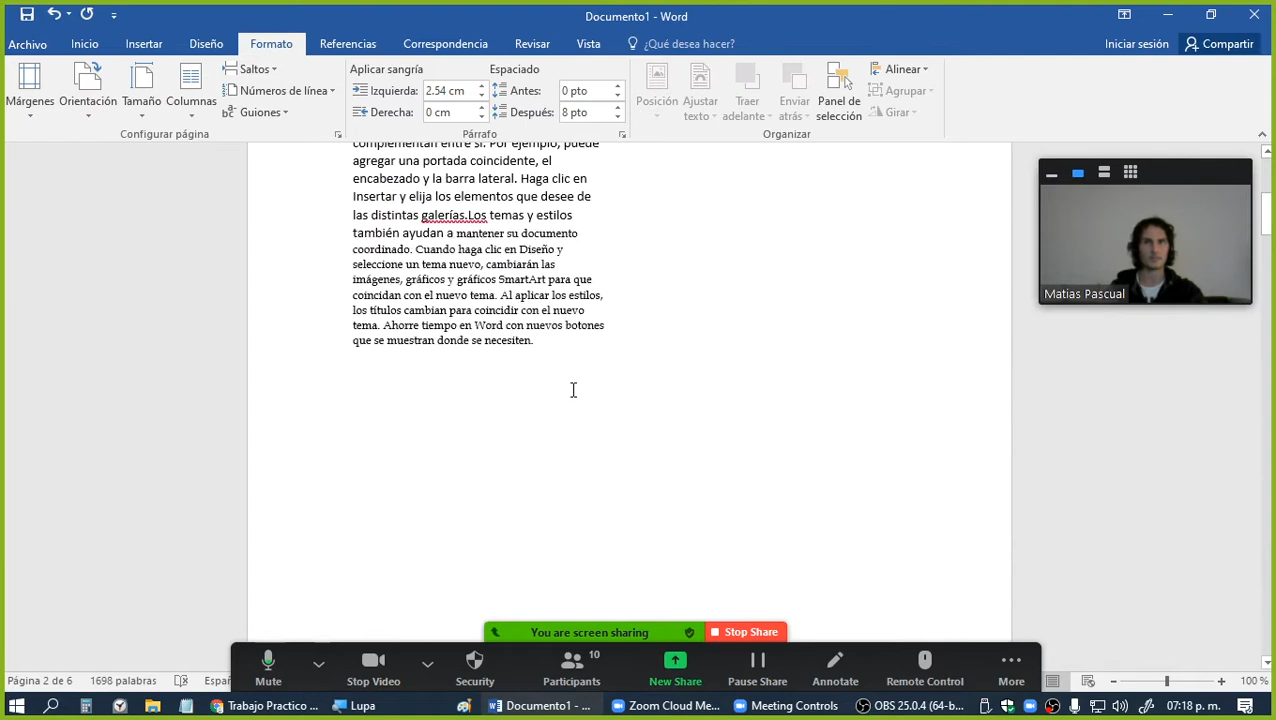 Documento1 - Word
Archivo Inicio Insertar Diseño Formato Referencias Correspondencia Revisar Vista ¿Qué desea hacer? Iniciar sesión Compartir
Márgenes Orientación Tamaño Columnas
Saltos
Números de línea
Guiones
Configurar página
Aplicar sangría Espaciado
Izquierda: 2.54 cm Antes: 0 pto
Derecha: 0 cm Después: 8 pto
Párrafo
Posición Ajustar texto Traer adelante Enviar atrás Panel de selección
Alinear
Agrupar
Girar
Organizar
complementan entre sí. Por ejemplo, puede
agregar una portada coincidente, el
encabezado y la barra lateral. Haga clic en
Insertar y elija los elementos que desee de
las distintas galerías.Los temas y estilos
también ayudan a mantener su documento
coordinado. Cuando haga clic en Diseño y
seleccione un tema nuevo, cambiarán las
imágenes, gráficos y gráficos SmartArt para que
coincidan con el nuevo tema. Al aplicar los estilos,
los títulos cambian para coincidir con el nuevo
tema. Ahorre tiempo en Word con nuevos botones
que se muestran donde se necesiten.
Matias Pascual
You are screen sharing Stop Share
10
Mute Stop Video Security Participants New Share Pause Share Annotate Remote Control More
Página 2 de 6 1698 palabras Españ 100 %
Trabajo Practico ... Lupa Documento1 - ... Zoom Cloud Me... Meeting Controls OBS 25.0.4 (64-b... 07:18 p. m.